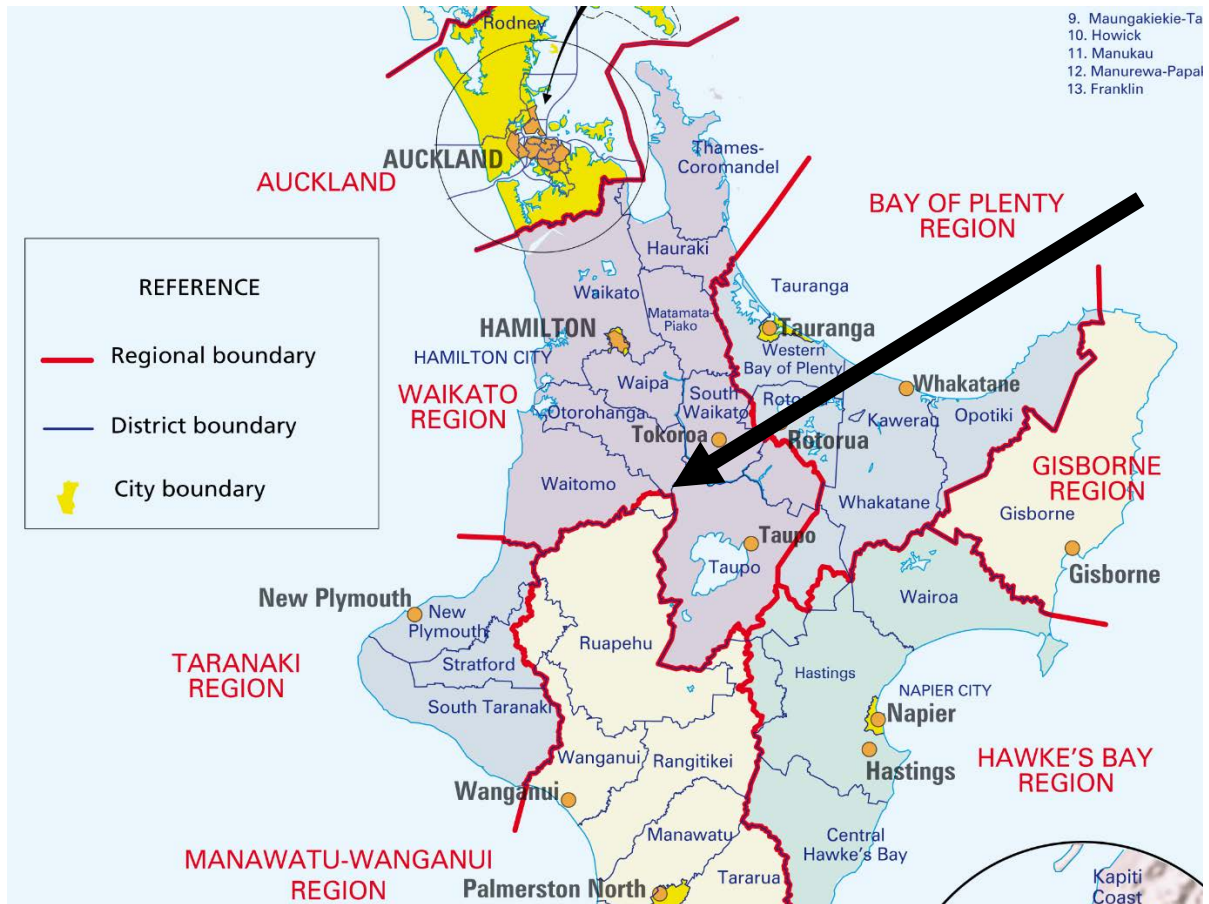 Rodney
9. Maungakiekie-Ta
10. Howick
11. Manukau
12. Manurewa-Papal
13. Franklin
AUCKLAND
AUCKLAND
Thames-
Coromandel
BAY OF PLENTY
REGION
Hauraki
REFERENCE
Regional boundary
District boundary
City boundary
Waikato
Matamata-
Piako
Tauranga
HAMILTON
HAMILTON CITY
Tauranga
Western
Bay of Plenty
WAIKATO
REGION
Waipa
South
Waikato
Whakatane
Otorohanga
Kawerau
Opotiki
Tokoroa
Rotorua
GISBORNE
REGION
Waitomo
Whakatane
Gisborne
Taupo
Taupo
Gisborne
New Plymouth
New
Plymouth
Wairoa
TARANAKI
REGION
Stratford
Ruapehu
Hastings
South Taranaki
NAPIER CITY
Napier
Wanganui
Rangitikei
Hastings
HAWKE'S BAY
REGION
Wanganui
Manawatu
Central
Hawke's Bay
MANAWATU-WANGANUI
REGION
Palmerston North
Tararua
Kapiti
Coast